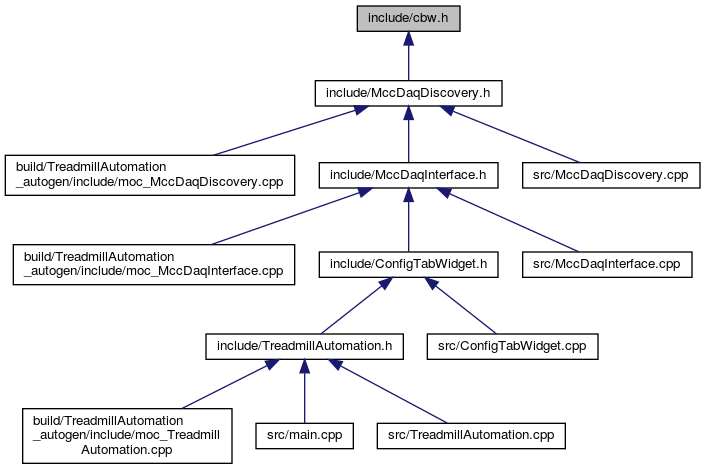 include/cbw.h
include/MccDaqDiscovery.h
build/TreadmillAutomation
_autogen/include/moc_MccDaqDiscovery.cpp
include/MccDaqInterface.h
src/MccDaqDiscovery.cpp
build/TreadmillAutomation
_autogen/include/moc_MccDaqInterface.cpp
include/ConfigTabWidget.h
src/MccDaqInterface.cpp
include/TreadmillAutomation.h
src/ConfigTabWidget.cpp
build/TreadmillAutomation
_autogen/include/moc_Treadmill
Automation.cpp
src/main.cpp
src/TreadmillAutomation.cpp